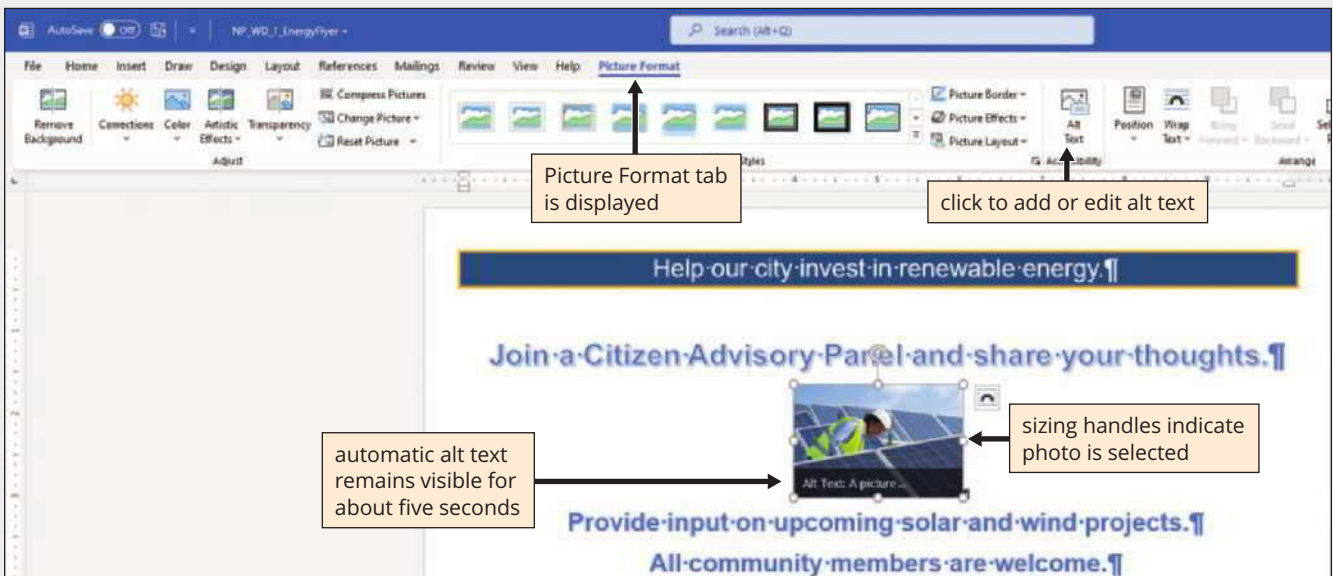 AutoSave Off NP_WD_1_EnergyFlyer Search (Alt+Q)
File Home Insert Draw Design Layout References Mailings Review View Help Picture Format
Remove Background
Corrections
Color
Artistic Effects
Transparency
Compress Pictures
Change Picture
Reset Picture
Adjust
Styles
Picture Border
Picture Effects
Picture Layout
Alt Text
Position
Wrap Text
Arrange
Picture Format tab
is displayed
click to add or edit alt text
Help·our·city·invest·in·renewable·energy.¶
Join·a·Citizen·Advisory·Panel·and·share·your·thoughts.¶
sizing handles indicate
photo is selected
automatic alt text
remains visible for
about five seconds
Alt Text: A picture ...
Provide·input·on·upcoming·solar·and·wind·projects.¶
All·community·members·are·welcome.¶